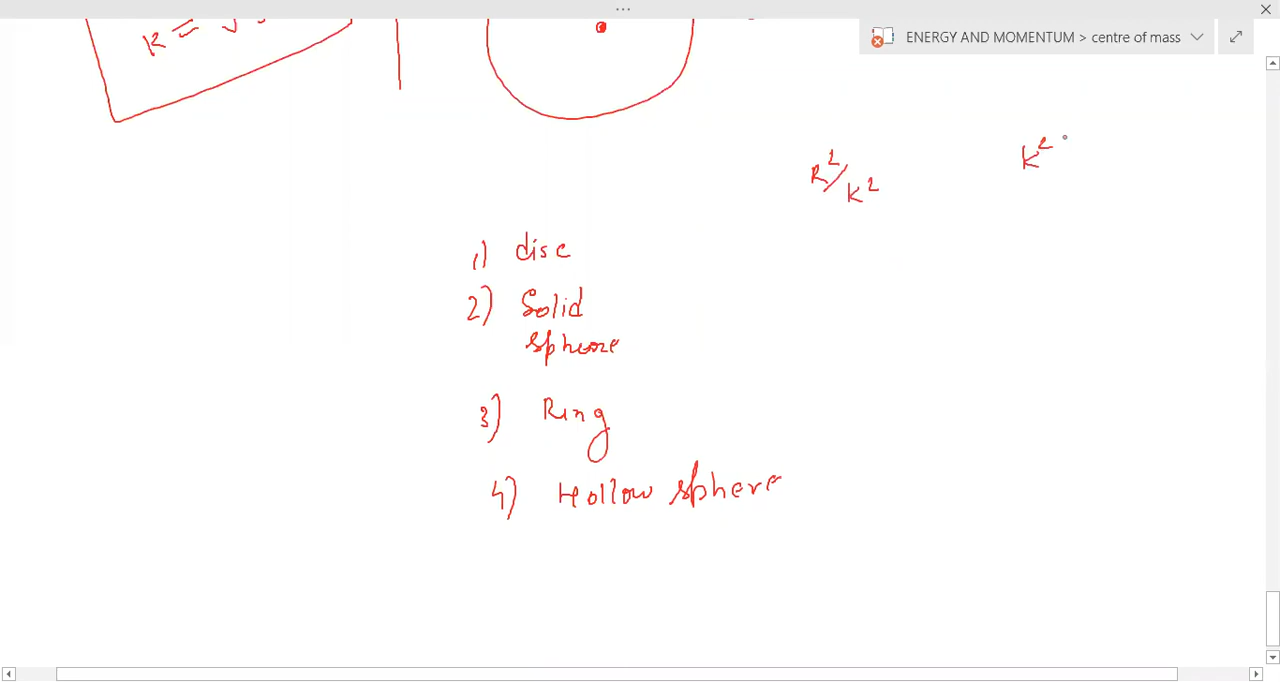 ENERGY AND MOMENTUM > centre of mass
K =
R²/K²
K²
1) disc
2) Solid
sphere
3) Ring
4) Hollow sphere